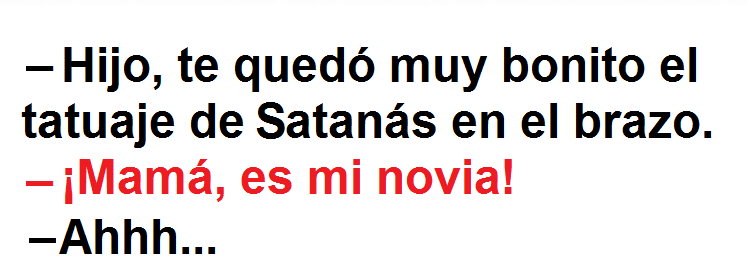 – Hijo, te quedó muy bonito el
tatuaje de Satanás en el brazo.
– ¡Mamá, es mi novia!
– Ahhh...